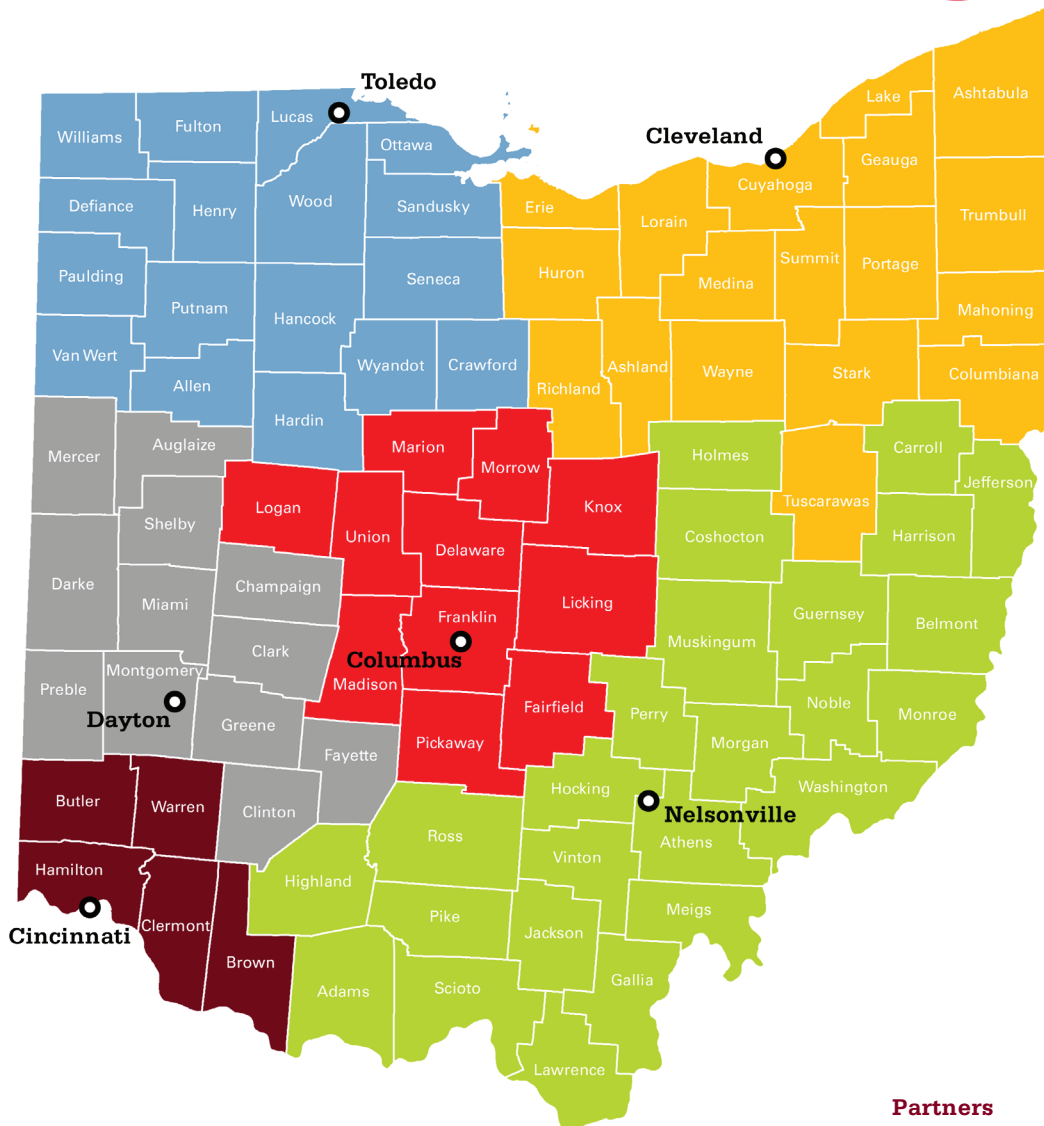 Toledo
Cleveland
Lake
Ashtabula
Williams
Fulton
Lucas
Ottawa
Geauga
Cuyahoga
Defiance
Henry
Wood
Sandusky
Erie
Lorain
Trumbull
Paulding
Putnam
Hancock
Seneca
Huron
Medina
Summit
Portage
Mahoning
Van Wert
Allen
Wyandot
Crawford
Richland
Ashland
Wayne
Stark
Columbiana
Hardin
Mercer
Auglaize
Marion
Morrow
Holmes
Carroll
Jefferson
Shelby
Logan
Union
Knox
Tuscarawas
Delaware
Coshocton
Harrison
Darke
Miami
Champaign
Franklin
Licking
Guernsey
Belmont
Muskingum
Clark
Columbus
Madison
Preble
Montgomery
Dayton
Greene
Fayette
Pickaway
Fairfield
Perry
Noble
Monroe
Morgan
Butler
Warren
Clinton
Hocking
Washington
Nelsonville
Ross
Vinton
Athens
Hamilton
Highland
Cincinnati
Clermont
Pike
Jackson
Meigs
Brown
Adams
Scioto
Gallia
Lawrence
Partners